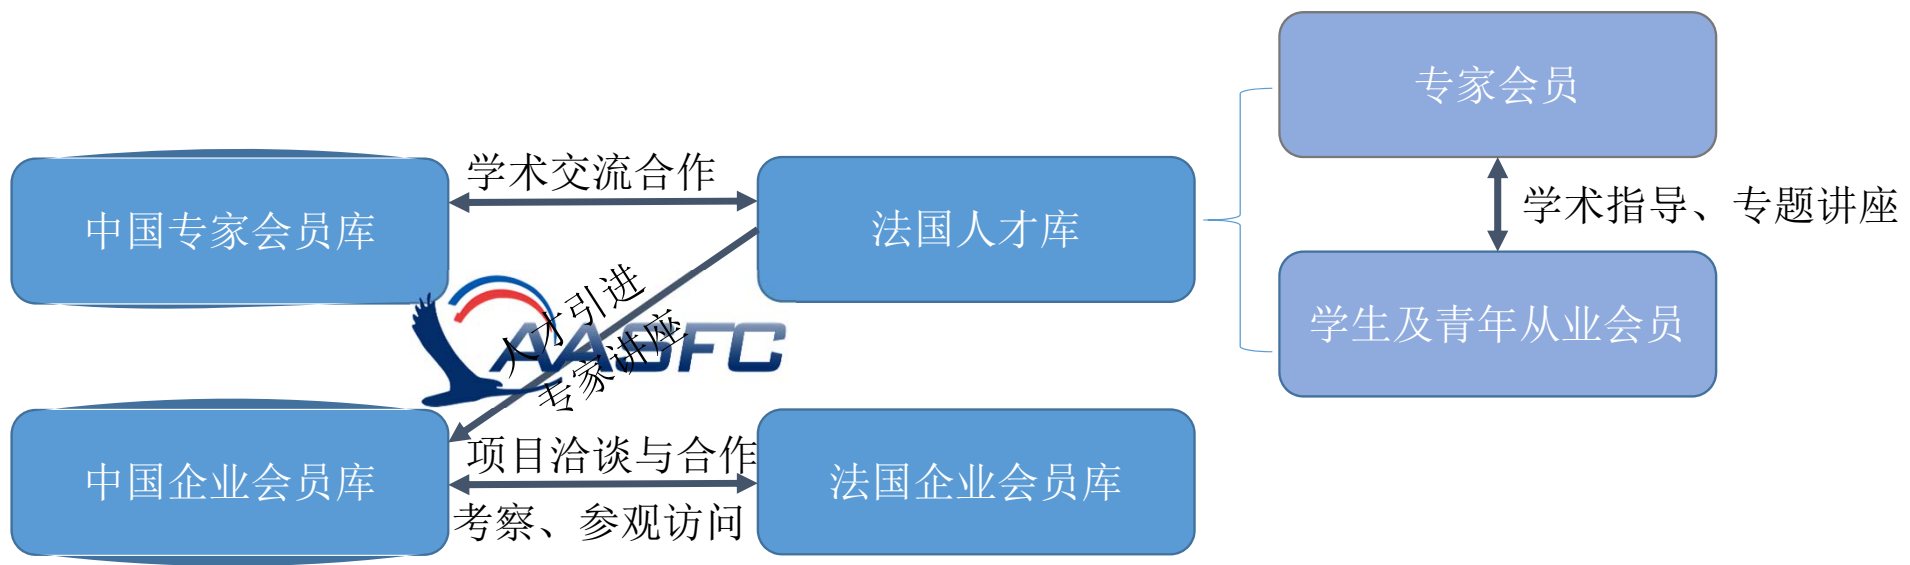 专家会员
学术交流合作
学术指导、专题讲座
中国专家会员库
法国人才库
人才引进
专家讲座
AASFC
学生及青年从业会员
项目洽谈与合作
中国企业会员库
法国企业会员库
考察、参观访问